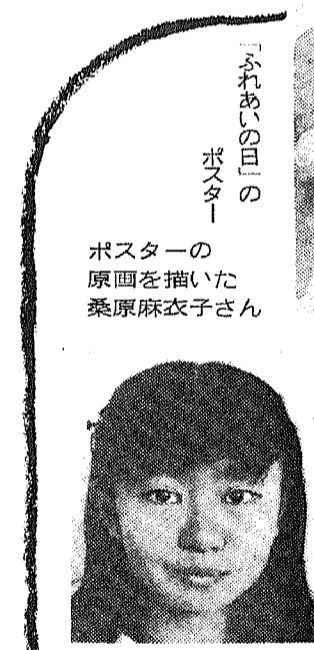 「ふれあいの日」の
ポスター
ポスターの
原画を描いた
桑原麻衣子さん